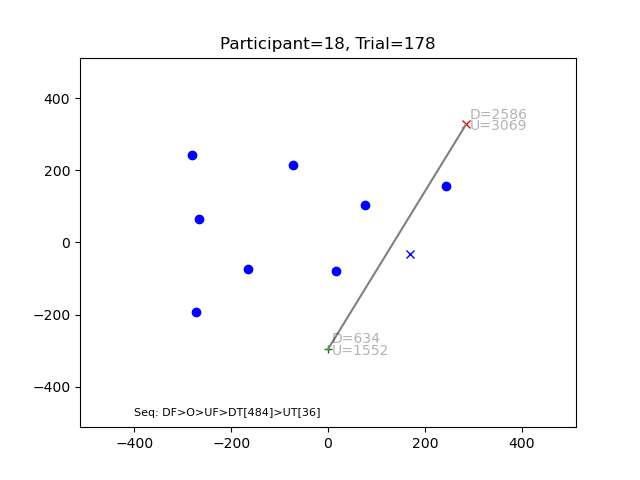 Participant=18, Trial=178
D=2586
U=3069
D=634
U=1552
Seq: DF>O>UF>DT[484]>UT[36]
400
200
0
−200
−400
−400
−200
0
200
400